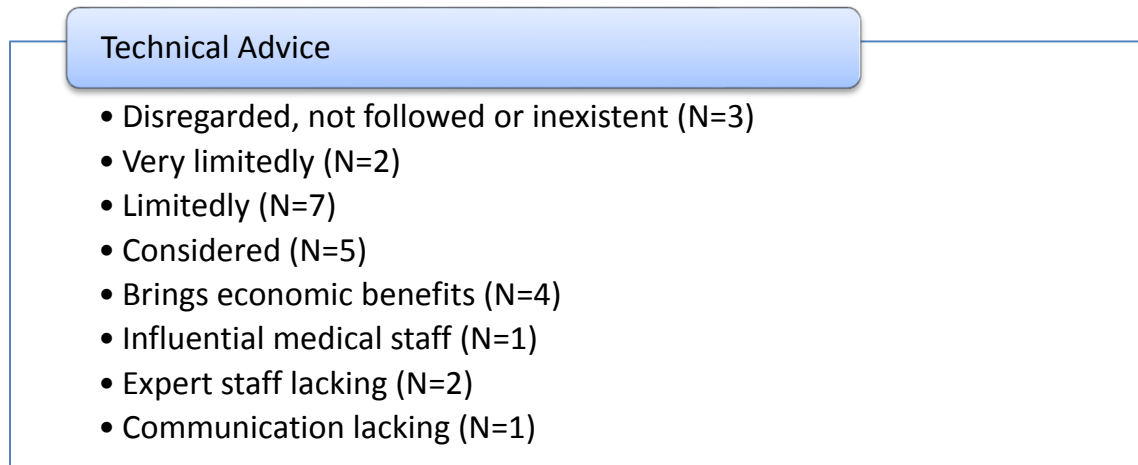 Technical Advice
• Disregarded, not followed or inexistent (N=3)
• Very limitedly (N=2)
• Limitedly (N=7)
• Considered (N=5)
• Brings economic benefits (N=4)
• Influential medical staff (N=1)
• Expert staff lacking (N=2)
• Communication lacking (N=1)